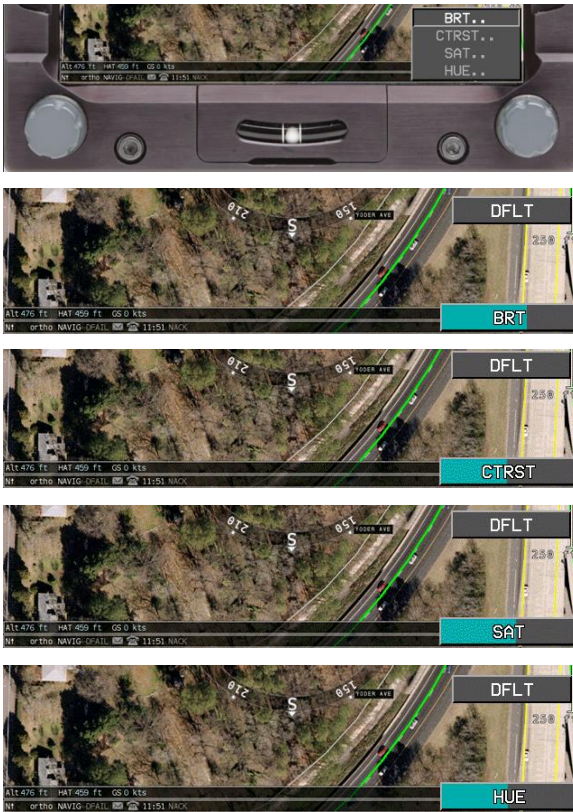 BRT..
CTRST..
SAT..
HUE..
Alt 476 ft HAT 459 ft GS 0 kts
N↑ ortho NAVIG-DFAIL 11:51 NACK
210 S 150
YODER AVE
DFLT
250
Alt 476 ft HAT 459 ft GS 0 kts
BRT
N↑ ortho NAVIG-DFAIL 11:51 NACK
210 S 150
YODER AVE
DFLT
250
Alt 476 ft HAT 459 ft GS 0 kts
CTRST
N↑ ortho NAVIG-DFAIL 11:51 NACK
210 S 150
YODER AVE
DFLT
250
Alt 476 ft HAT 459 ft GS 0 kts
SAT
N↑ ortho NAVIG-DFAIL 11:51 NACK
210 S 150
YODER AVE
DFLT
250
Alt 476 ft HAT 459 ft GS 0 kts
HUE
N↑ ortho NAVIG-DFAIL 11:51 NACK